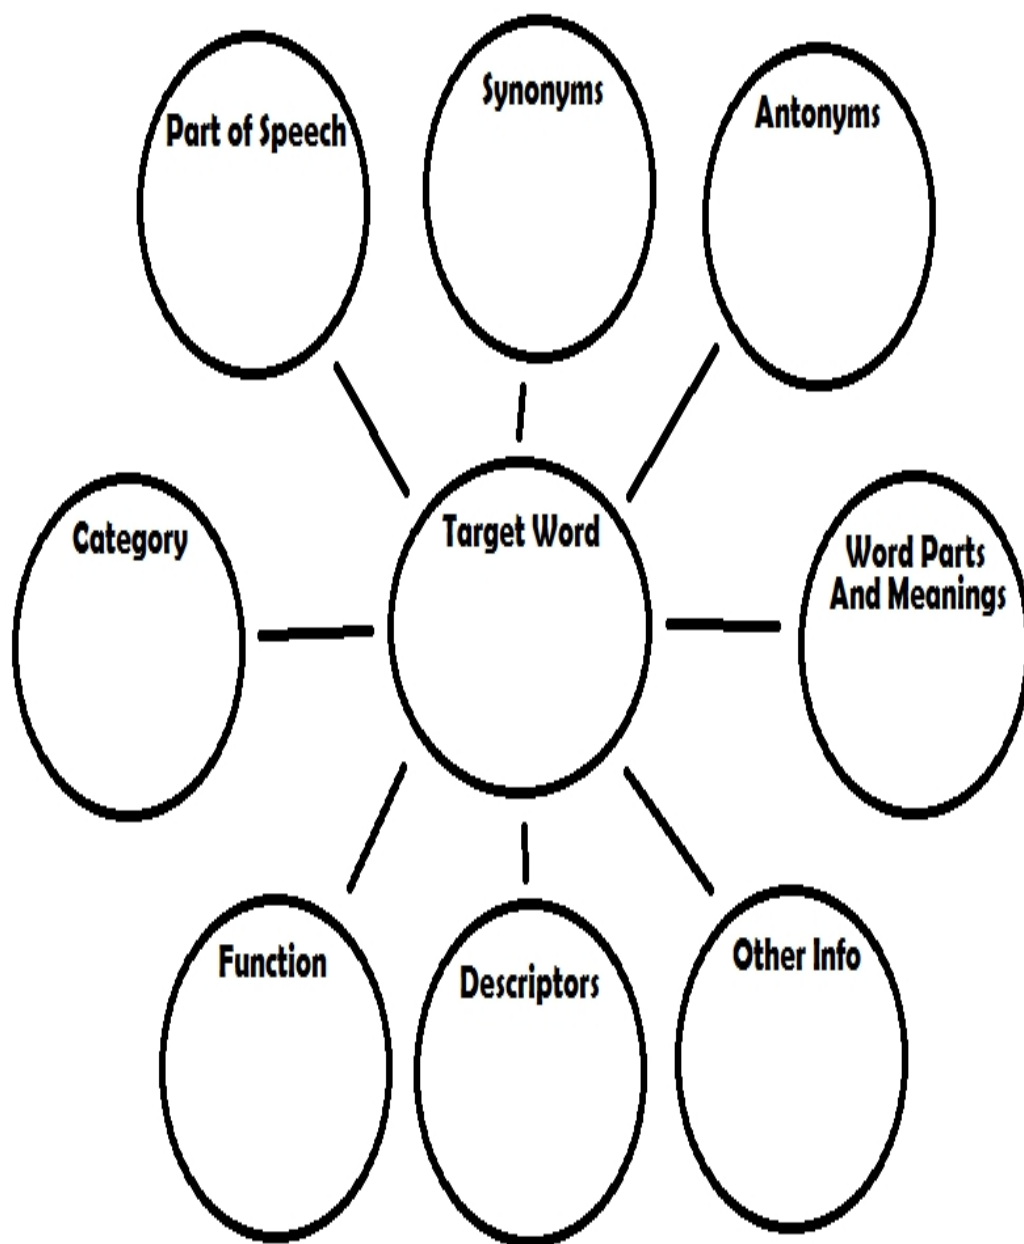 Part of Speech
Synonyms
Antonyms
Category
Target Word
Word Parts
And Meanings
Function
Descriptors
Other Info